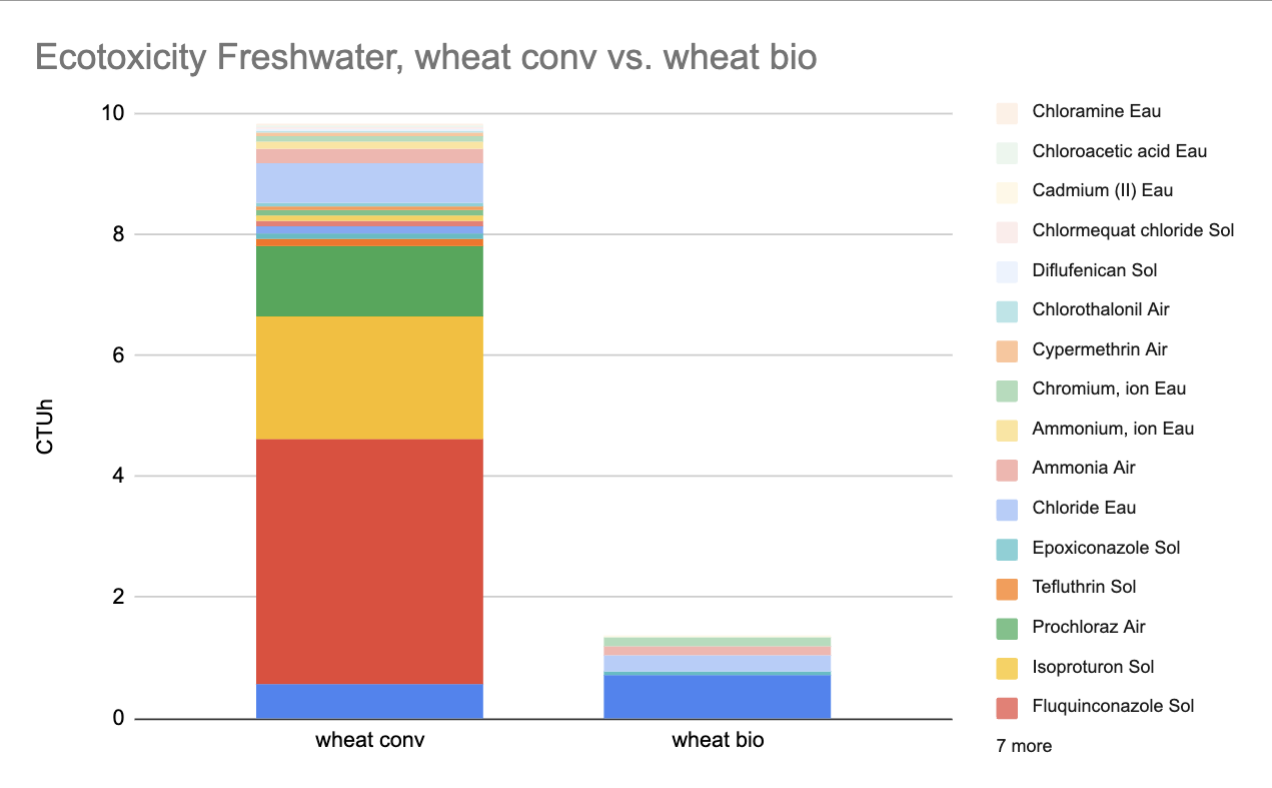 Ecotoxicity Freshwater, wheat conv vs. wheat bio
10
8
6
4
2
0
CTUh
wheat conv
wheat bio
Chloramine Eau
Chloroacetic acid Eau
Cadmium (II) Eau
Chlormequat chloride Sol
Diflufenican Sol
Chlorothalonil Air
Cypermethrin Air
Chromium, ion Eau
Ammonium, ion Eau
Ammonia Air
Chloride Eau
Epoxiconazole Sol
Tefluthrin Sol
Prochloraz Air
Isoproturon Sol
Fluquinconazole Sol
7 more